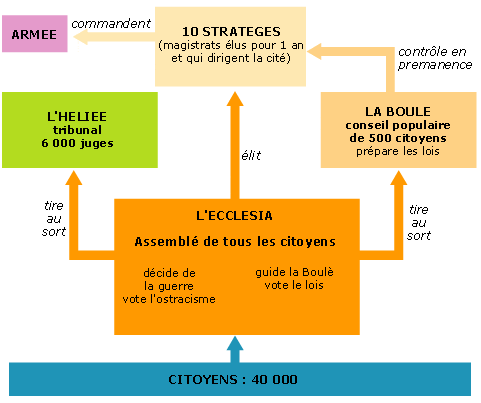 commandent
ARMEE
10 STRATEGES
(magistrats élus pour 1 an
et qui dirigent la cité)
contrôle en
premanence
L'HELIEE
tribunal
6 000 juges
LA BOULE
conseil populaire
de 500 citoyens
prépare les lois
élit
tire
au
sort
L'ECCLESIA
Assemblé de tous les citoyens
décide de
la guerre
vote l'ostracisme
guide la Boulè
vote le lois
tire
au
sort
CITOYENS : 40 000